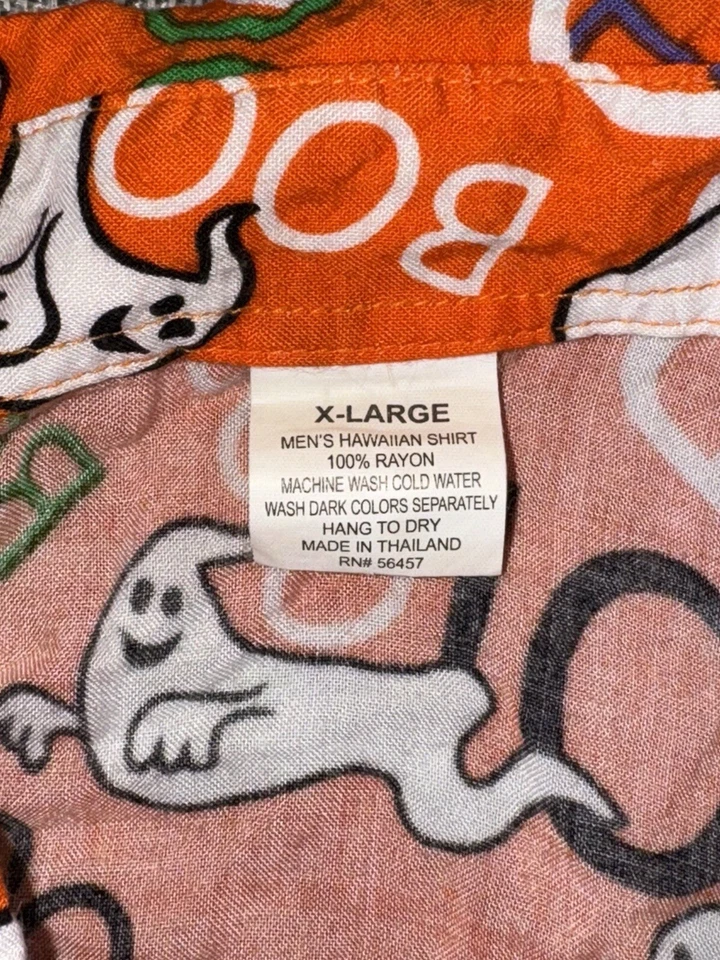 BOO
X-LARGE
MEN'S HAWAIIAN SHIRT
100% RAYON
MACHINE WASH COLD WATER
WASH DARK COLORS SEPARATELY
HANG TO DRY
MADE IN THAILAND
RN# 56457